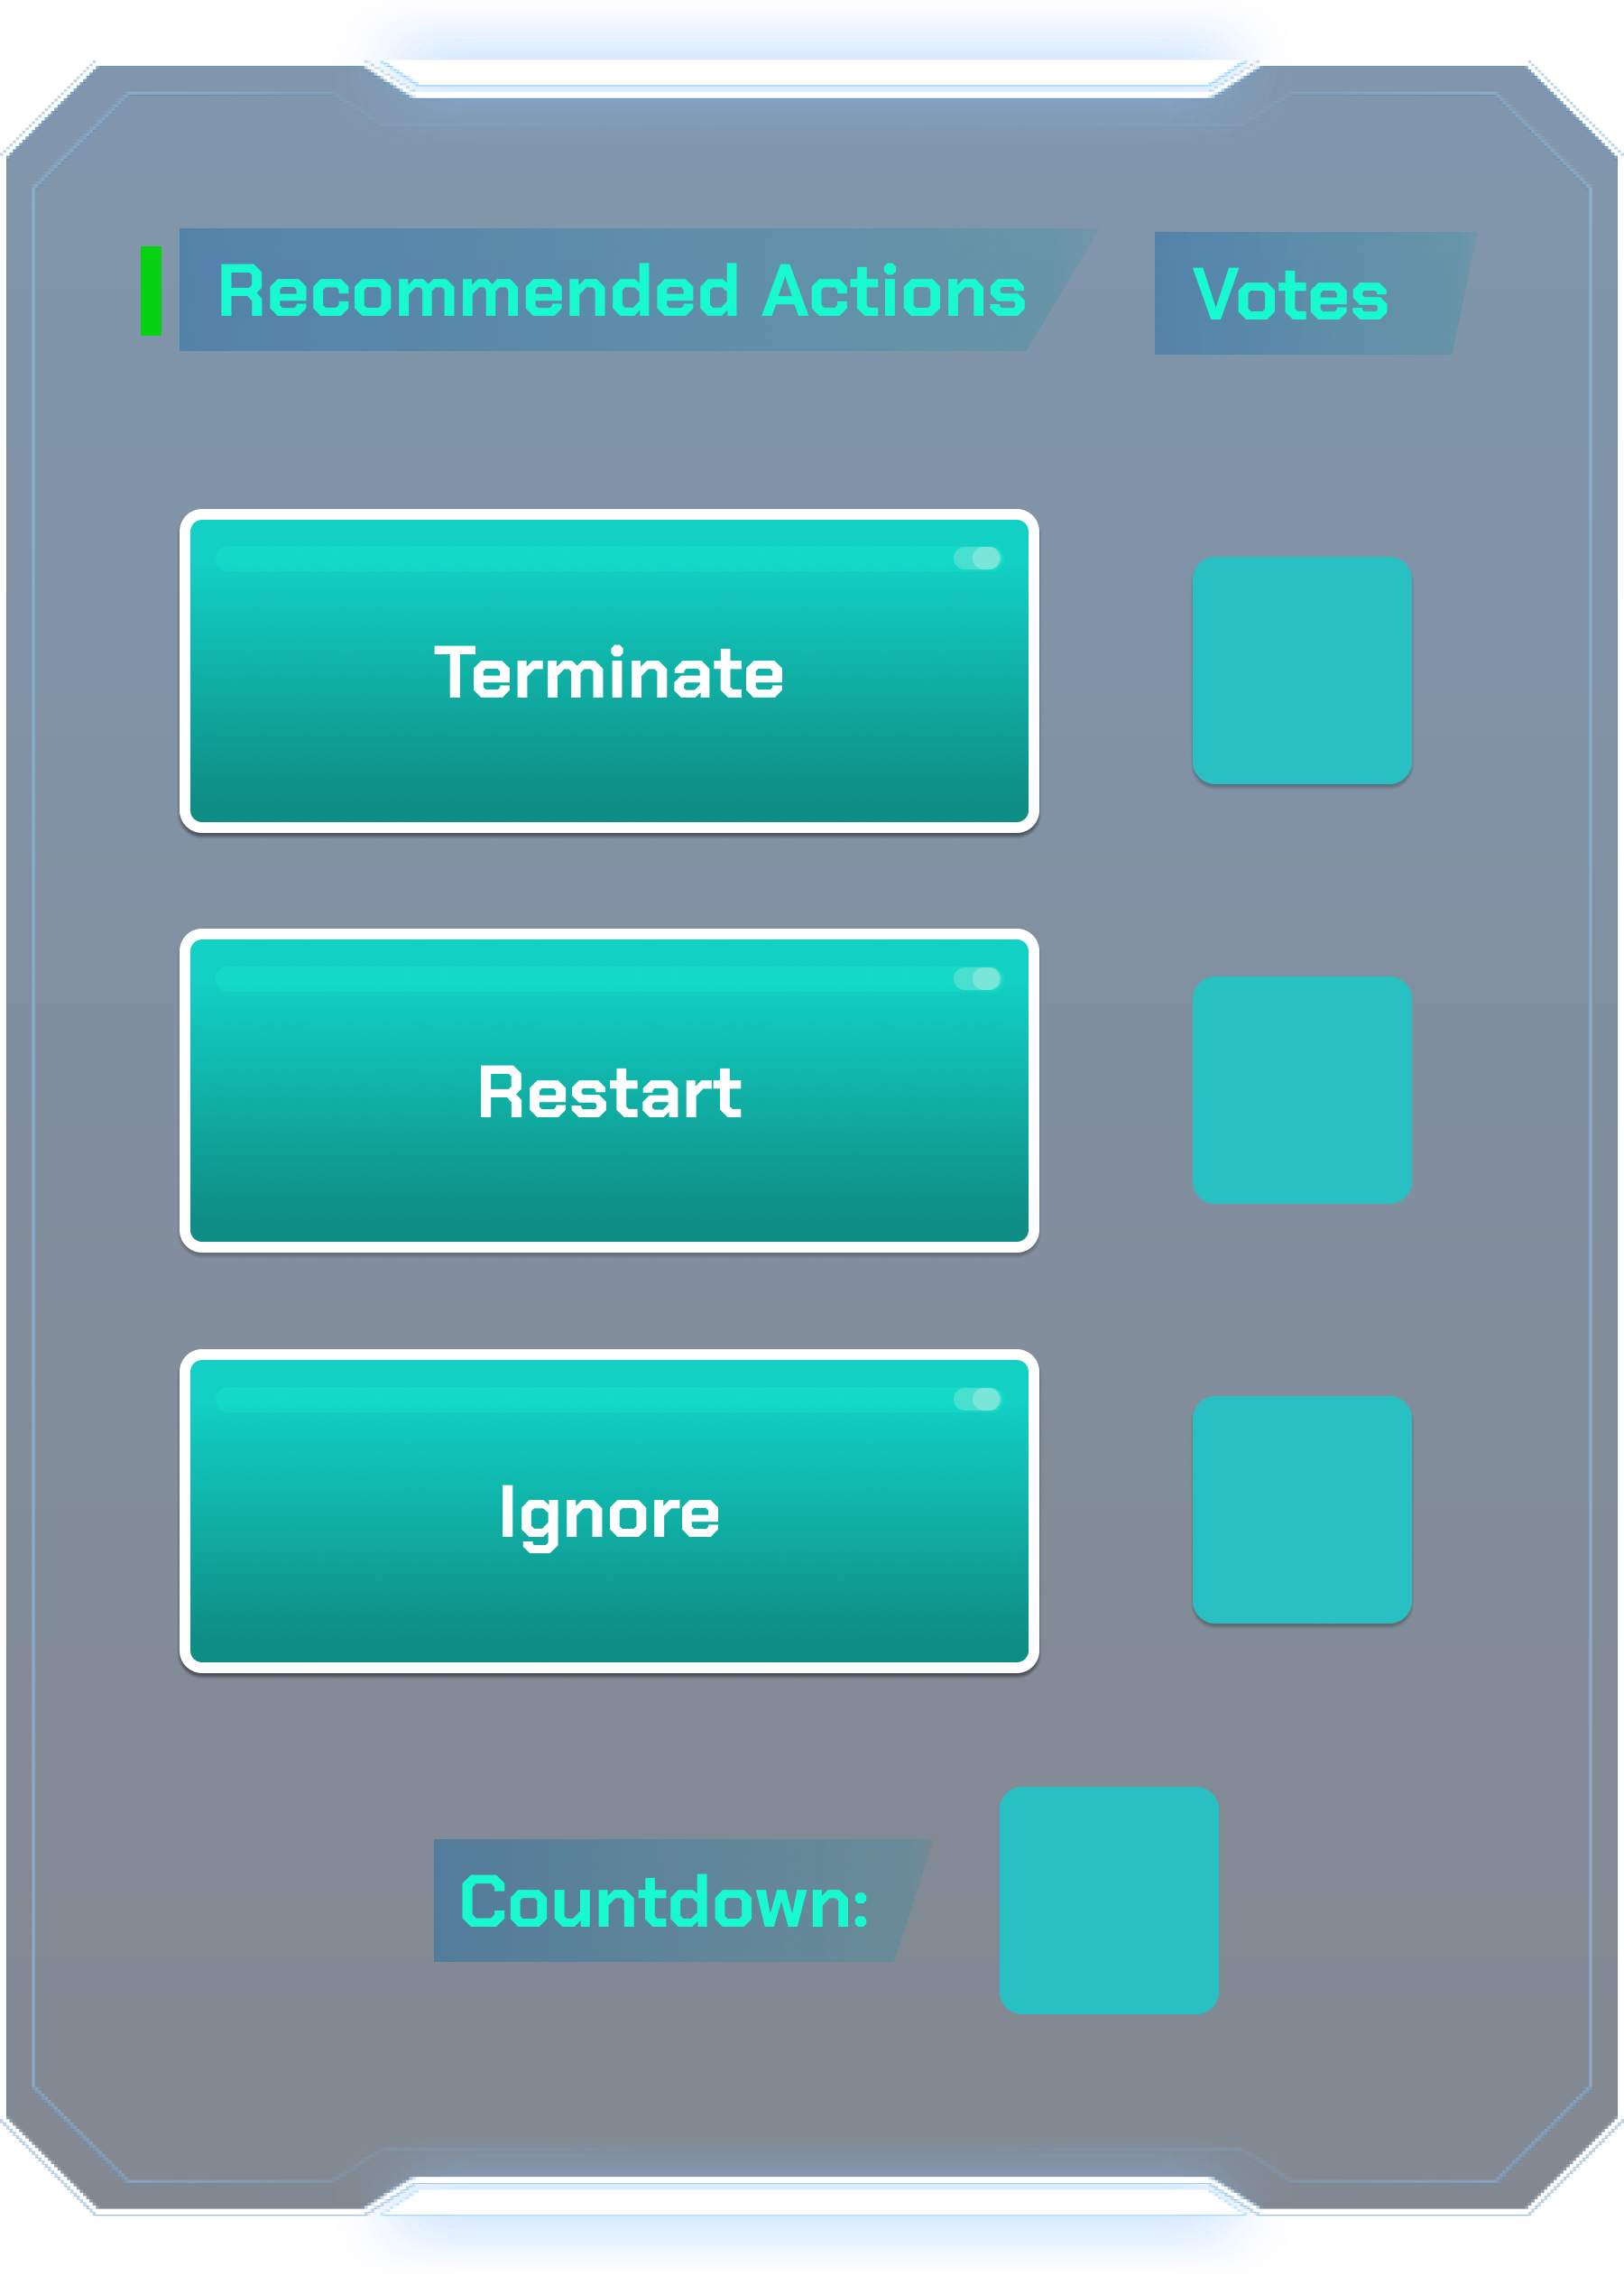 Recommended Actions
Votes
Terminate
Restart
Ignore
Countdown: